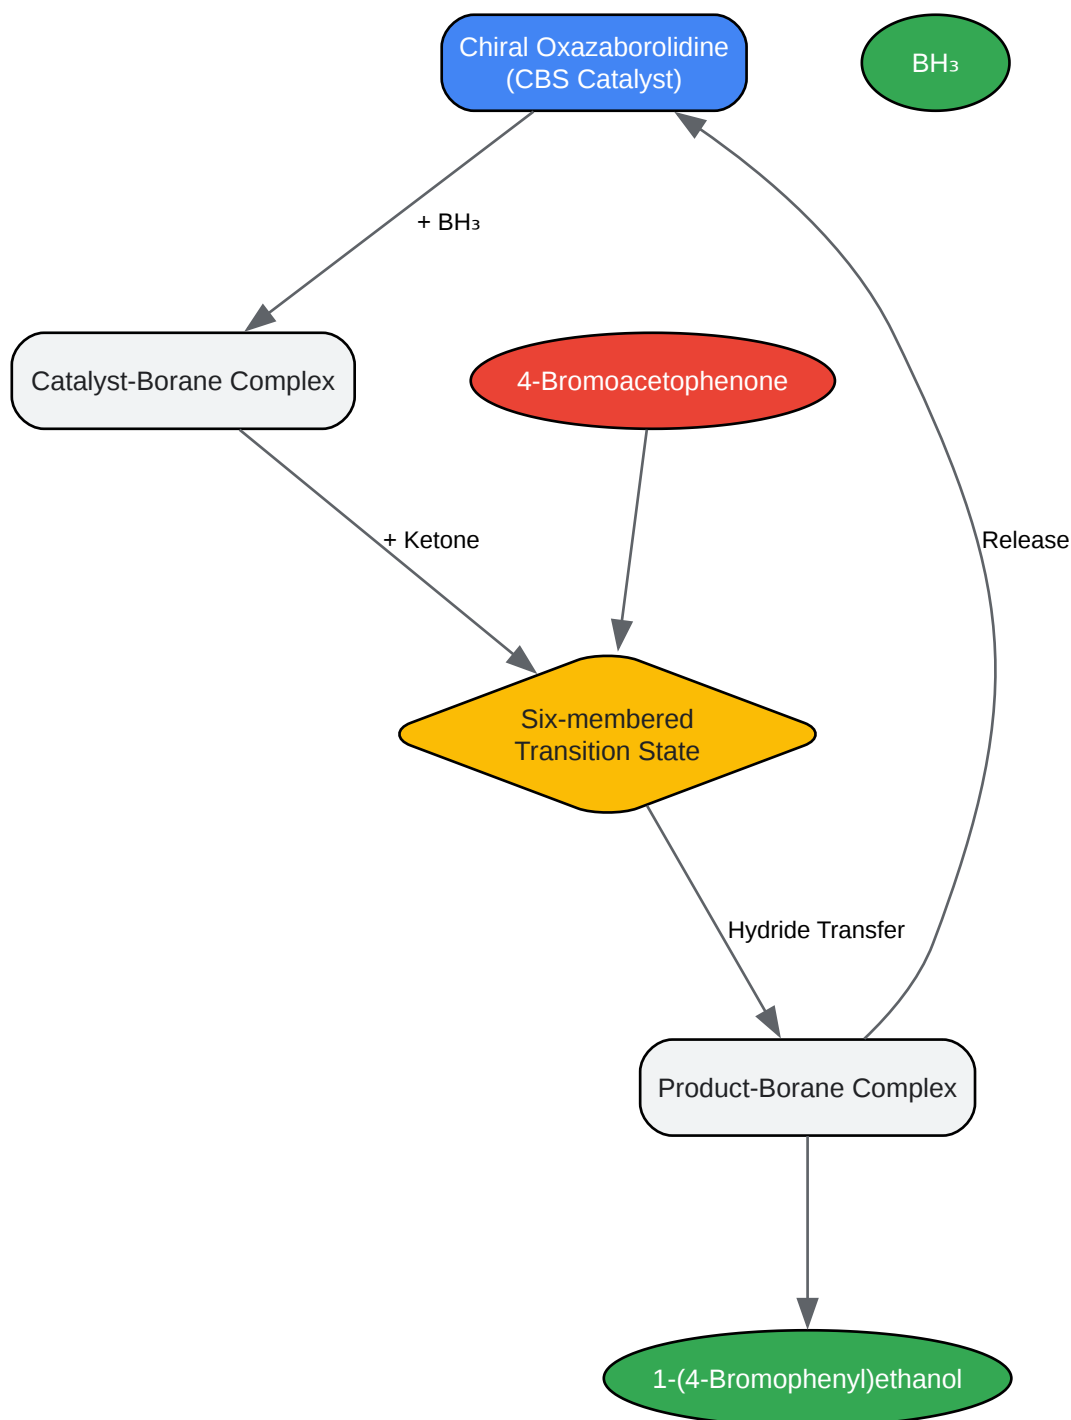 Chiral Oxazaborolidine
(CBS Catalyst)
BH₃
+ BH₃
Catalyst-Borane Complex
4-Bromoacetophenone
+ Ketone
Release
Six-membered
Transition State
Hydride Transfer
Product-Borane Complex
1-(4-Bromophenyl)ethanol